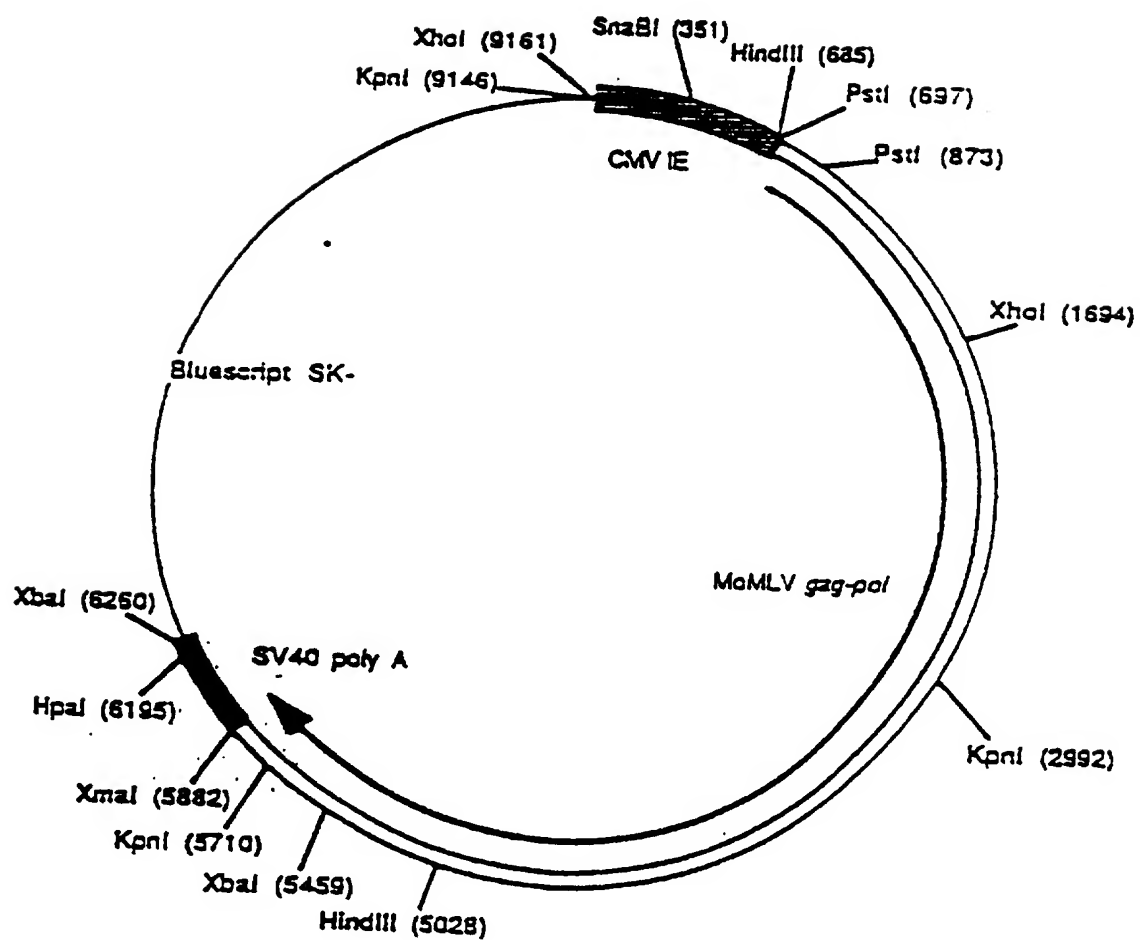 SnaBI (351)
XhoI (9161)
HindIII (685)
KpnI (9146)
PstI (697)
CMV IE
PstI (873)
XhoI (1694)
Bluescript SK-
MoMLV gag-pol
XbaI (6260)
SV40 poly A
HpaI (6195)
KpnI (2992)
XmaI (5882)
KpnI (5710)
XbaI (5459)
HindIII (5028)